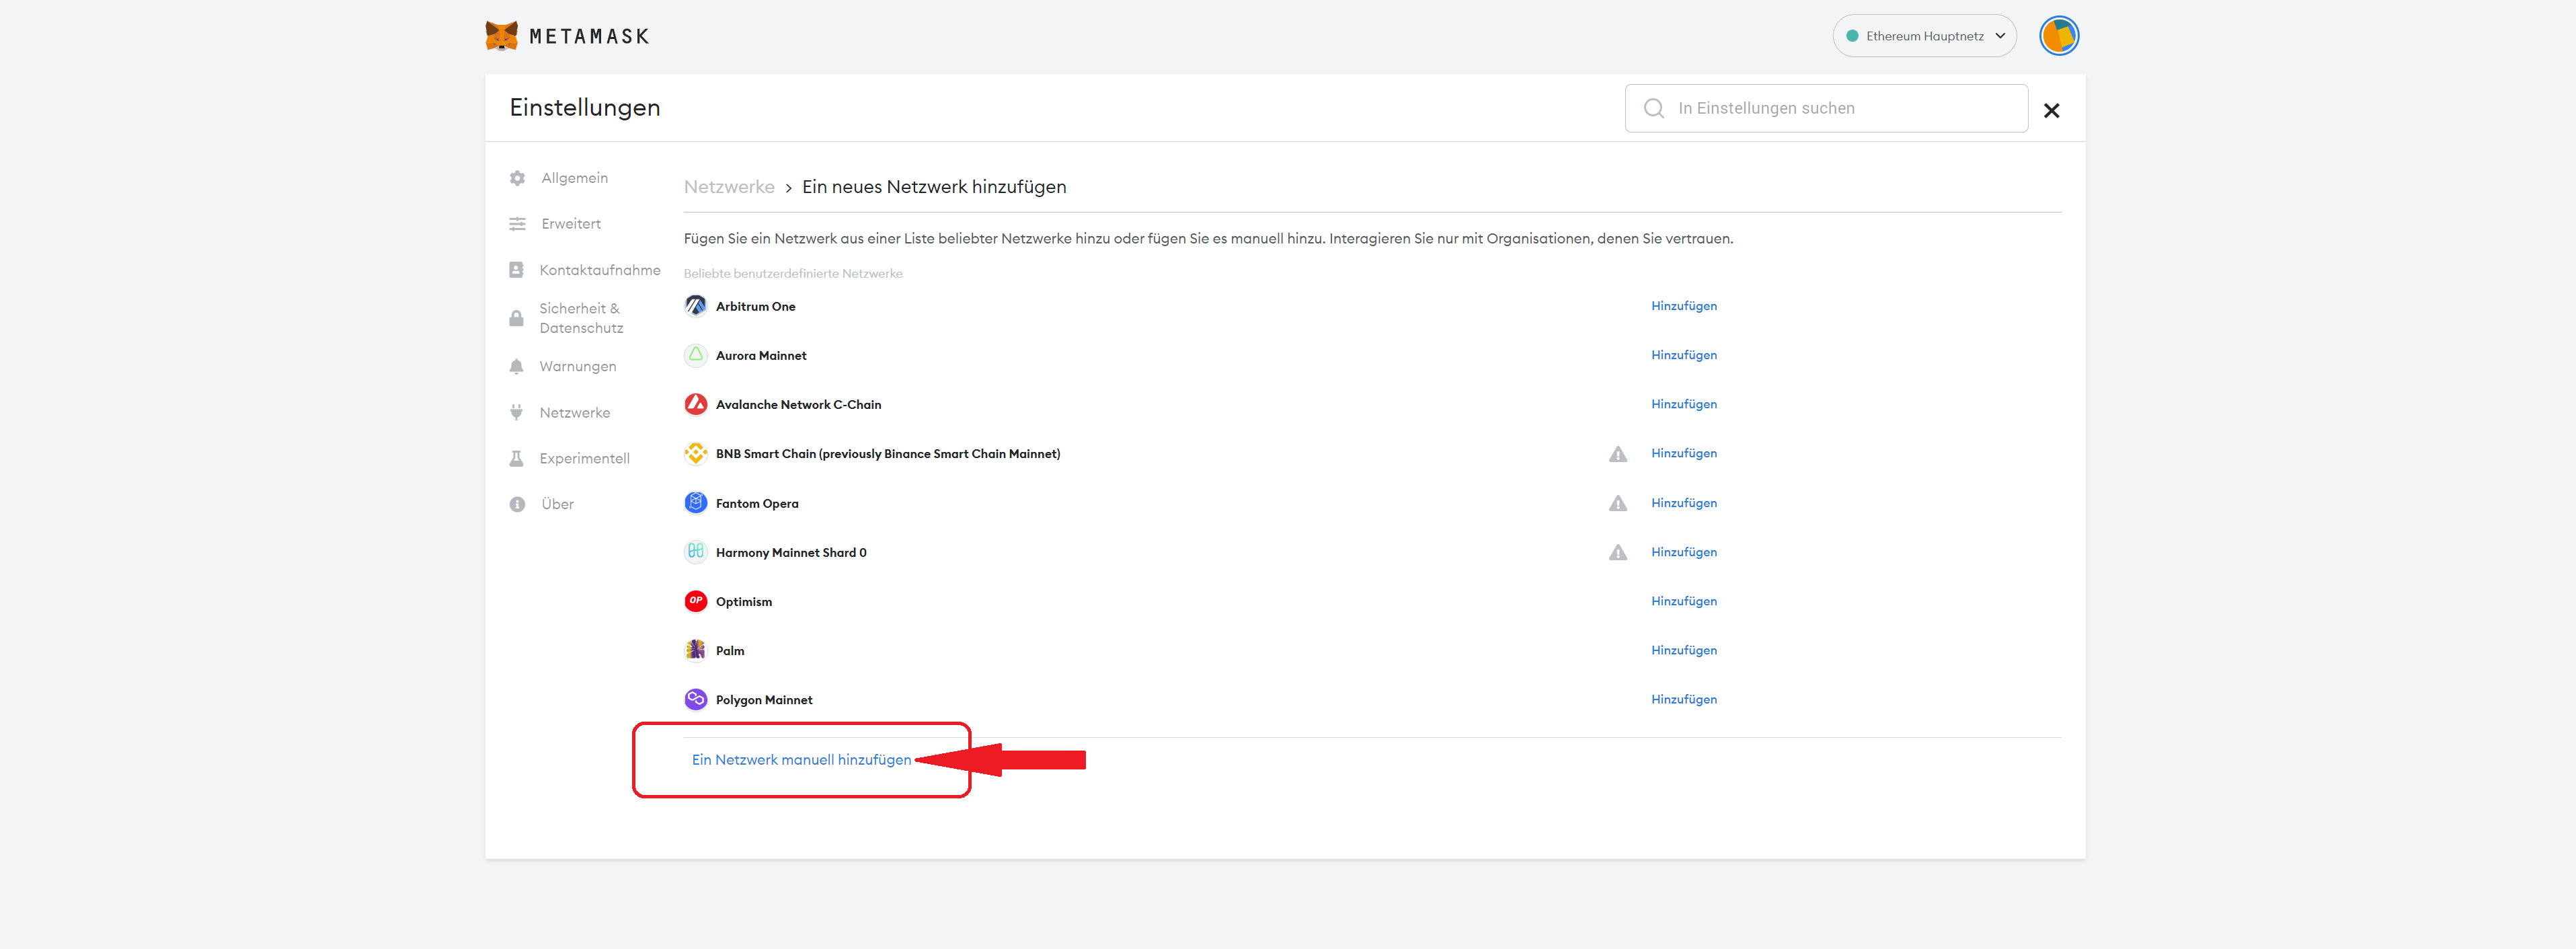 METAMASK
Ethereum Hauptnetz
Einstellungen
In Einstellungen suchen
Allgemein
Erweitert
Kontaktaufnahme
Sicherheit &
Datenschutz
Warnungen
Netzwerke
Experimentell
Über
Netzwerke > Ein neues Netzwerk hinzufügen
Fügen Sie ein Netzwerk aus einer Liste beliebter Netzwerke hinzu oder fügen Sie es manuell hinzu. Interagieren Sie nur mit Organisationen, denen Sie vertrauen.
Beliebte benutzerdefinierte Netzwerke
Arbitrum One Hinzufügen
Aurora Mainnet Hinzufügen
Avalanche Network C-Chain Hinzufügen
BNB Smart Chain (previously Binance Smart Chain Mainnet) Hinzufügen
Fantom Opera Hinzufügen
Harmony Mainnet Shard 0 Hinzufügen
OP Optimism Hinzufügen
Palm Hinzufügen
Polygon Mainnet Hinzufügen
Ein Netzwerk manuell hinzufügen